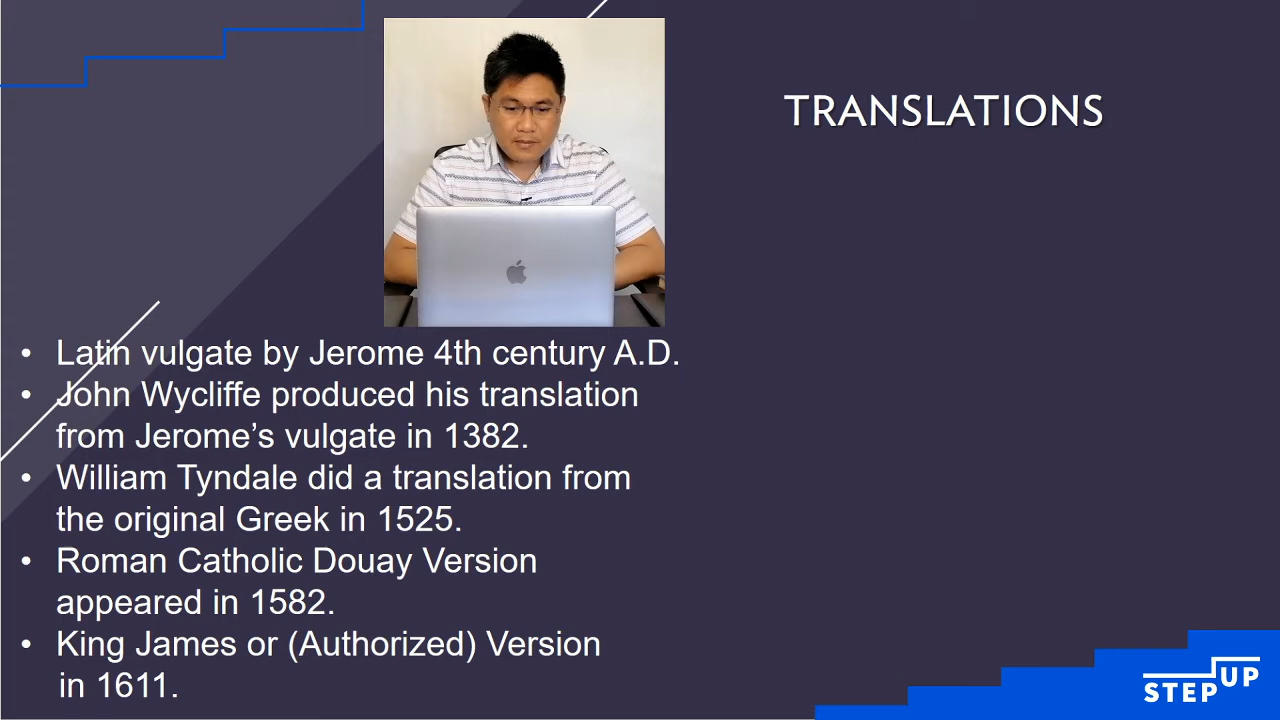 TRANSLATIONS
• Latin vulgate by Jerome 4th century A.D.
• John Wycliffe produced his translation
from Jerome’s vulgate in 1382.
• William Tyndale did a translation from
the original Greek in 1525.
• Roman Catholic Douay Version
appeared in 1582.
• King James or (Authorized) Version
in 1611.
STEP UP